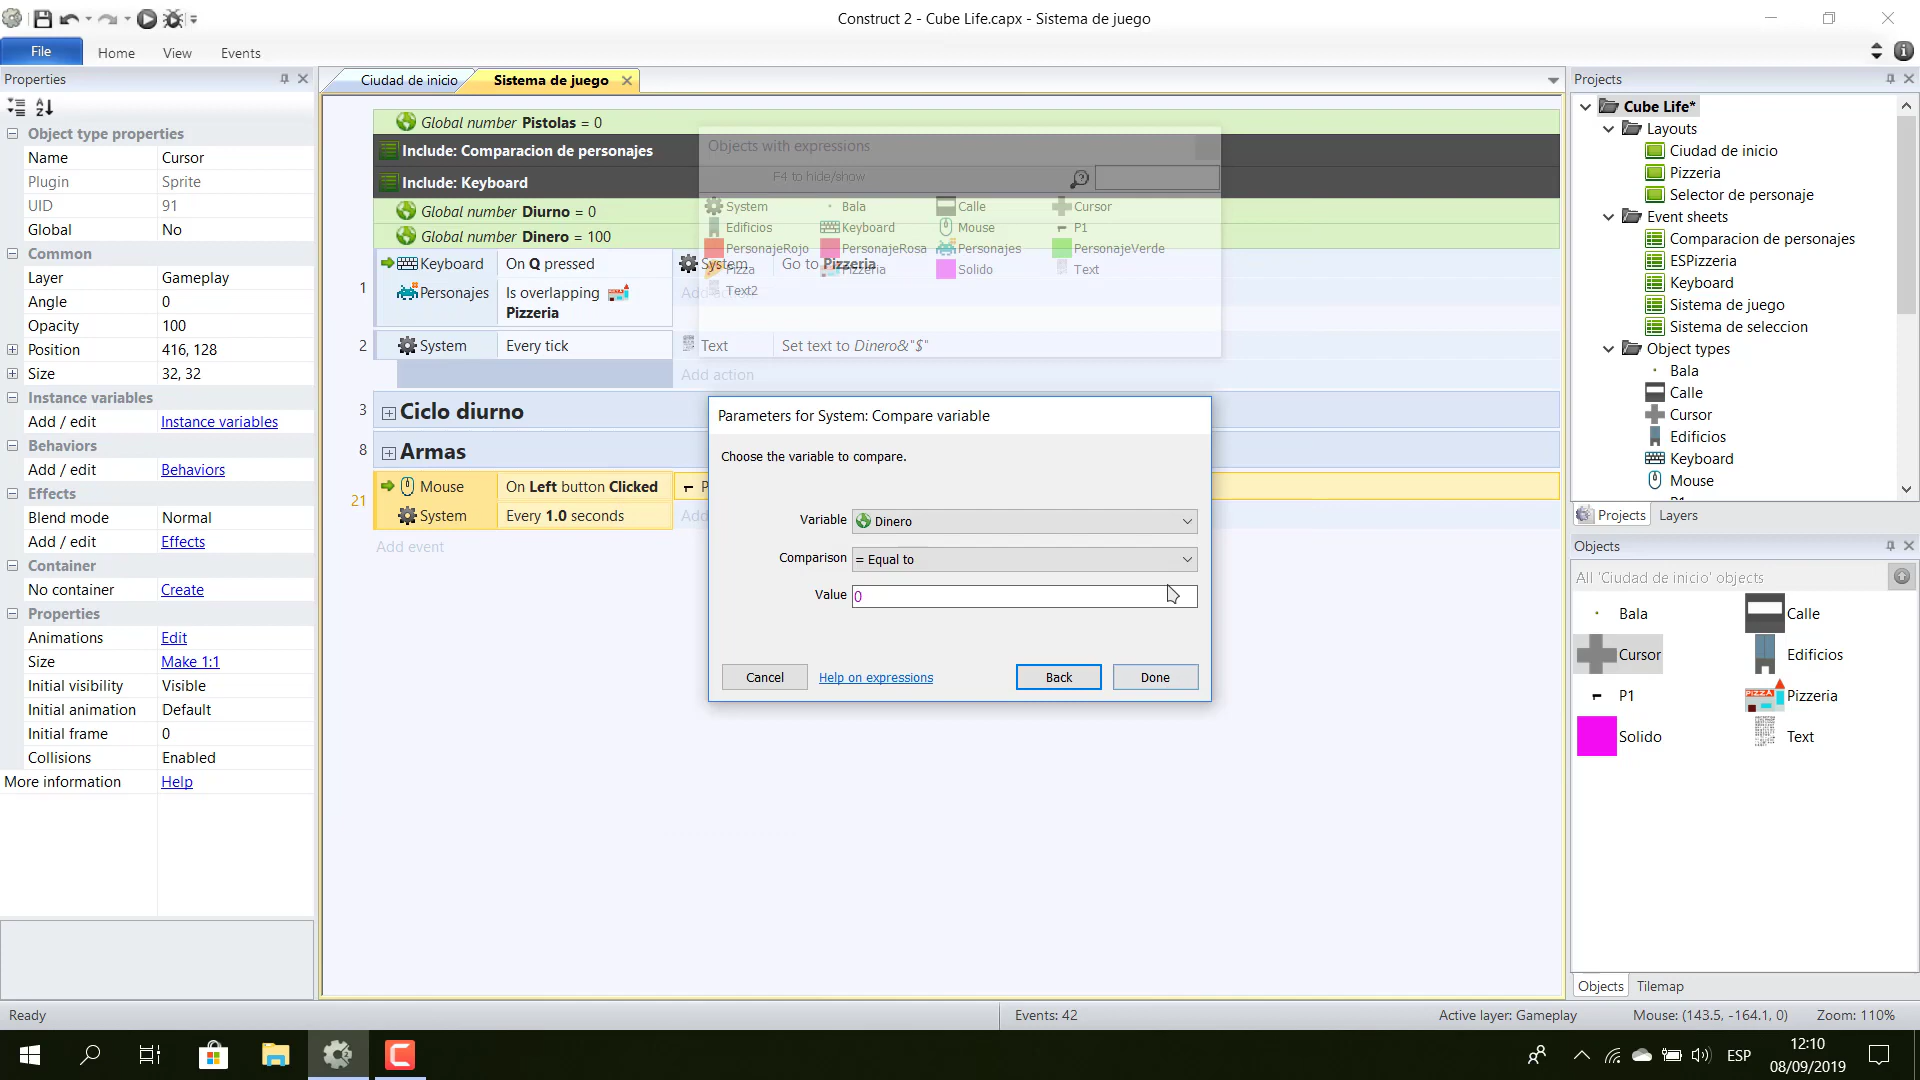 Construct 2 - Cube Life.capx - Sistema de juego
File
Home
View
Events
Properties
Object type properties
Name Cursor
Plugin Sprite
UID 91
Global No
Common
Layer Gameplay
Angle 0
Opacity 100
Position 416, 128
Size 32, 32
Instance variables
Add / edit Instance variables
Behaviors
Add / edit Behaviors
Effects
Blend mode Normal
Add / edit Effects
Container
No container Create
Properties
Animations Edit
Size Make 1:1
Initial visibility Visible
Initial animation Default
Initial frame 0
Collisions Enabled
More information Help
Ciudad de inicio
Sistema de juego
Global number Pistolas = 0
Include: Comparacion de personajes
Include: Keyboard
Global number Diurno = 0
Global number Dinero = 100
1
Keyboard On Q pressed
System Go to Pizzeria
Personajes Is overlapping Pizzeria
Add action
2
System Every tick
Text Set text to Dinero&"$"
Add action
3
Ciclo diurno
8
Armas
21
Mouse On Left button Clicked
System Every 1.0 seconds
Add
Add event
Objects with expressions
F4 to hide/show
System Bala Calle Cursor
Edificios Keyboard Mouse P1
PersonajeRojo PersonajeRosa Personajes PersonajeVerde
Pizza Pizzeria Solido Text
Text2
Parameters for System: Compare variable
Choose the variable to compare.
Variable Dinero
Comparison = Equal to
Value 0
Cancel
Help on expressions
Back
Done
Projects
Cube Life*
Layouts
Ciudad de inicio
Pizzeria
Selector de personaje
Event sheets
Comparacion de personajes
ESPizzeria
Keyboard
Sistema de juego
Sistema de seleccion
Object types
Bala
Calle
Cursor
Edificios
Keyboard
Mouse
Projects
Layers
Objects
All 'Ciudad de inicio' objects
Bala Calle
Cursor Edificios
P1 Pizzeria
Solido Text
Objects
Tilemap
Ready
Events: 42
Active layer: Gameplay
Mouse: (143.5, -164.1, 0)
Zoom: 110%
ESP
12:10
08/09/2019